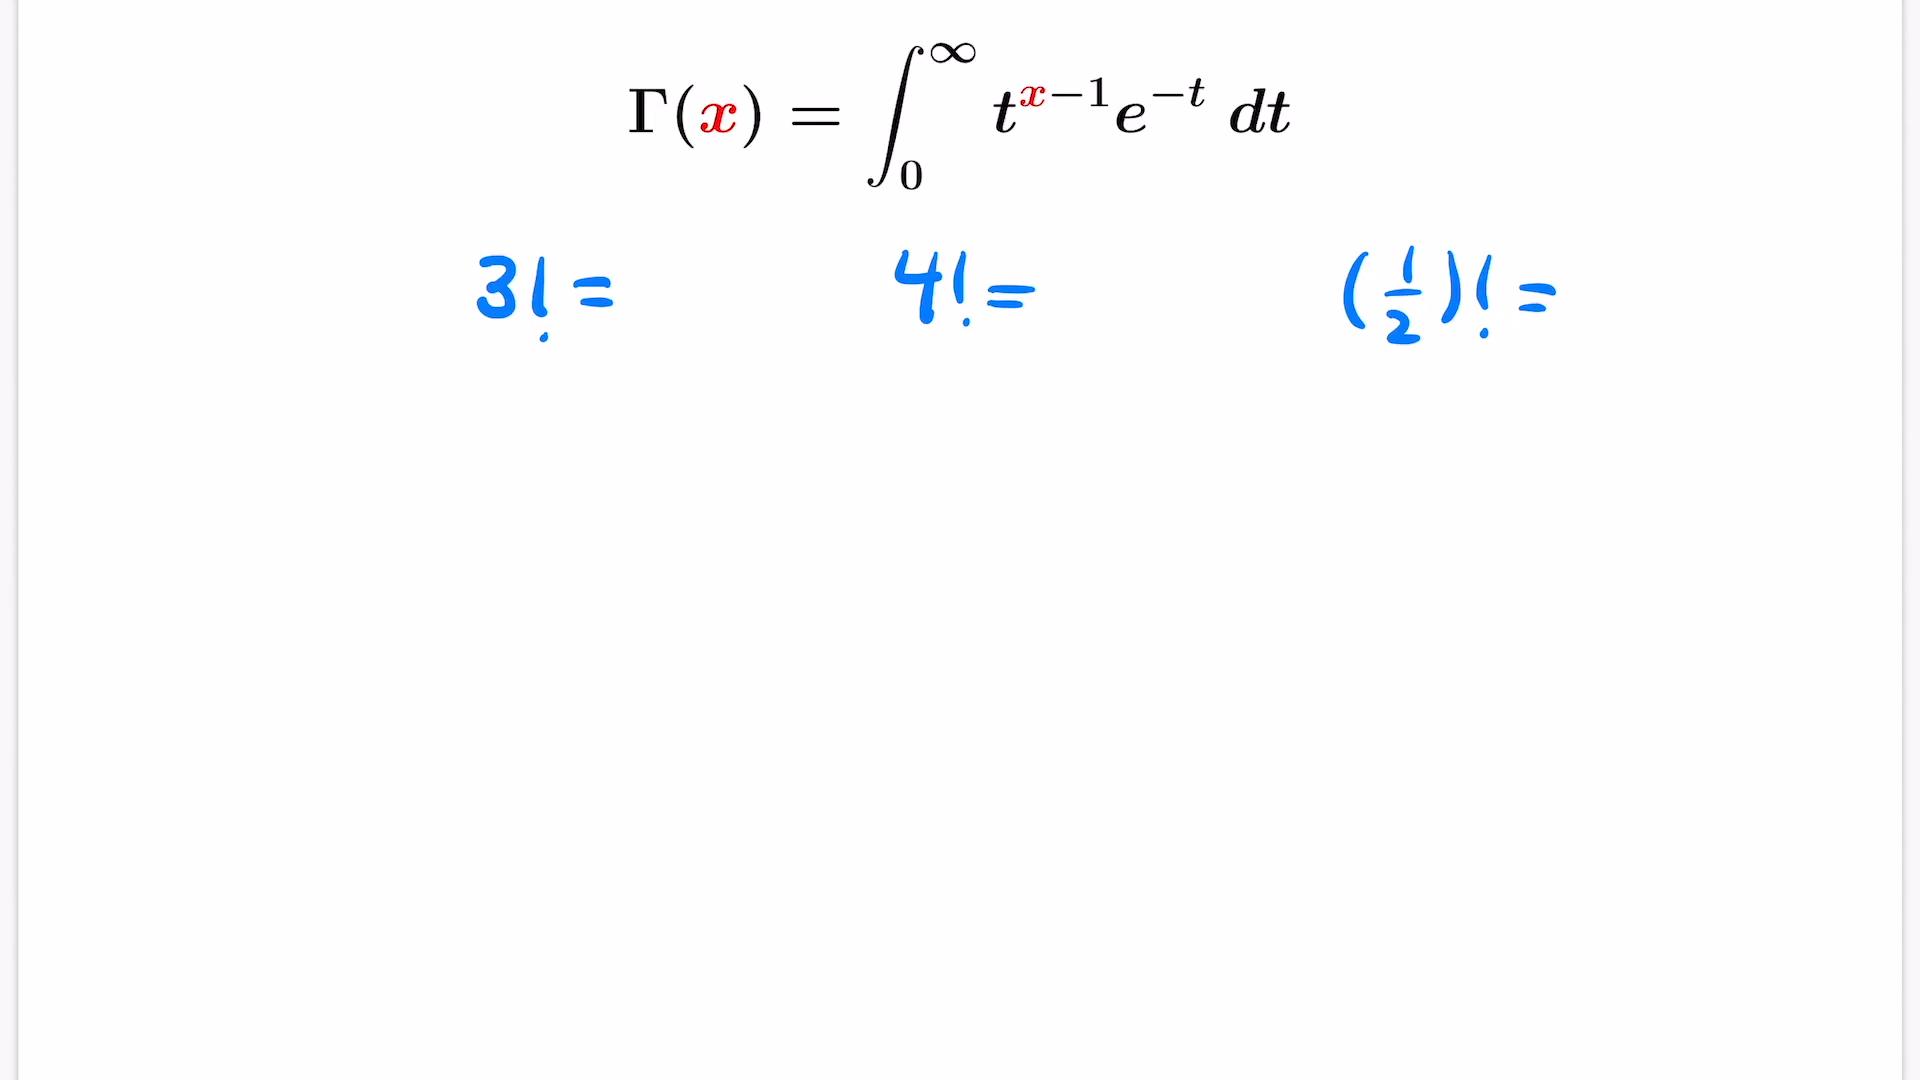 Γ(x) = ∫₀^∞ t^{x−1} e^{−t} dt
3! = 4! = (1/2)! =